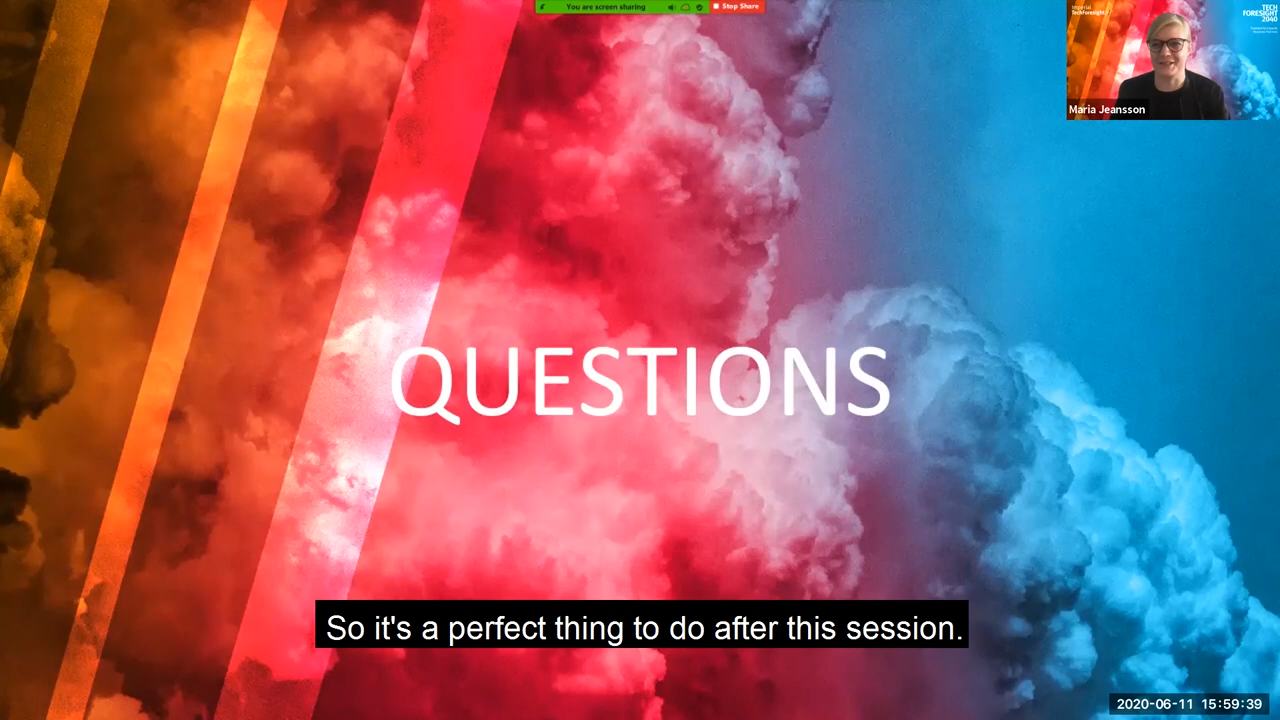 You are screen sharing
Stop Share
Imperial
Techforesight
TECH
FORESIGHT
2040
Maria Jeansson
QUESTIONS
So it's a perfect thing to do after this session.
2020-06-11 15:59:39